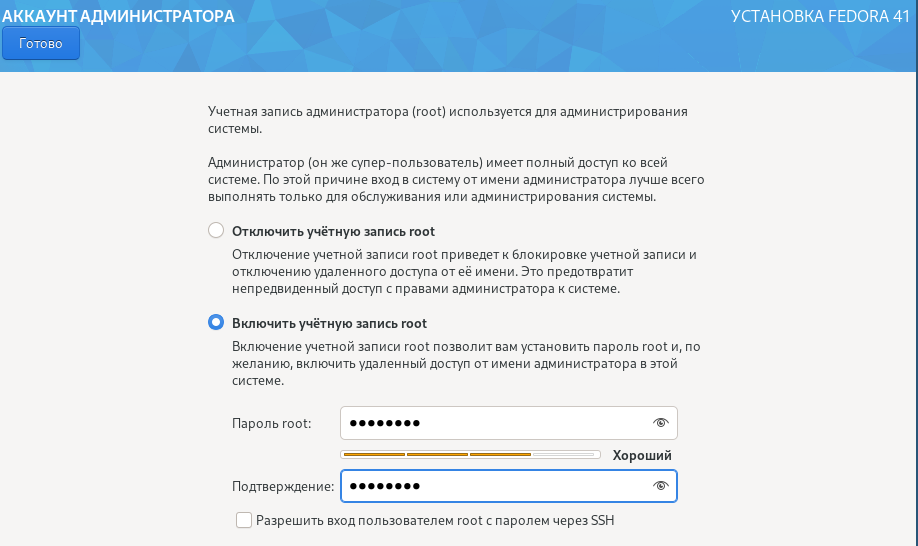 АККАУНТ АДМИНИСТРАТОРА
УСТАНОВКА FEDORA 41
Готово
Учетная запись администратора (root) используется для администрирования
системы.
Администратор (он же супер-пользователь) имеет полный доступ ко всей
системе. По этой причине вход в систему от имени администратора лучше всего
выполнять только для обслуживания или администрирования системы.
Отключить учётную запись root
Отключение учетной записи root приведет к блокировке учетной записи и
отключению удаленного доступа от её имени. Это предотвратит
непредвиденный доступ с правами администратора к системе.
Включить учётную запись root
Включение учетной записи root позволит вам установить пароль root и, по
желанию, включить удаленный доступ от имени администратора в этой
системе.
Пароль root:
Хороший
Подтверждение:
Разрешить вход пользователем root с паролем через SSH